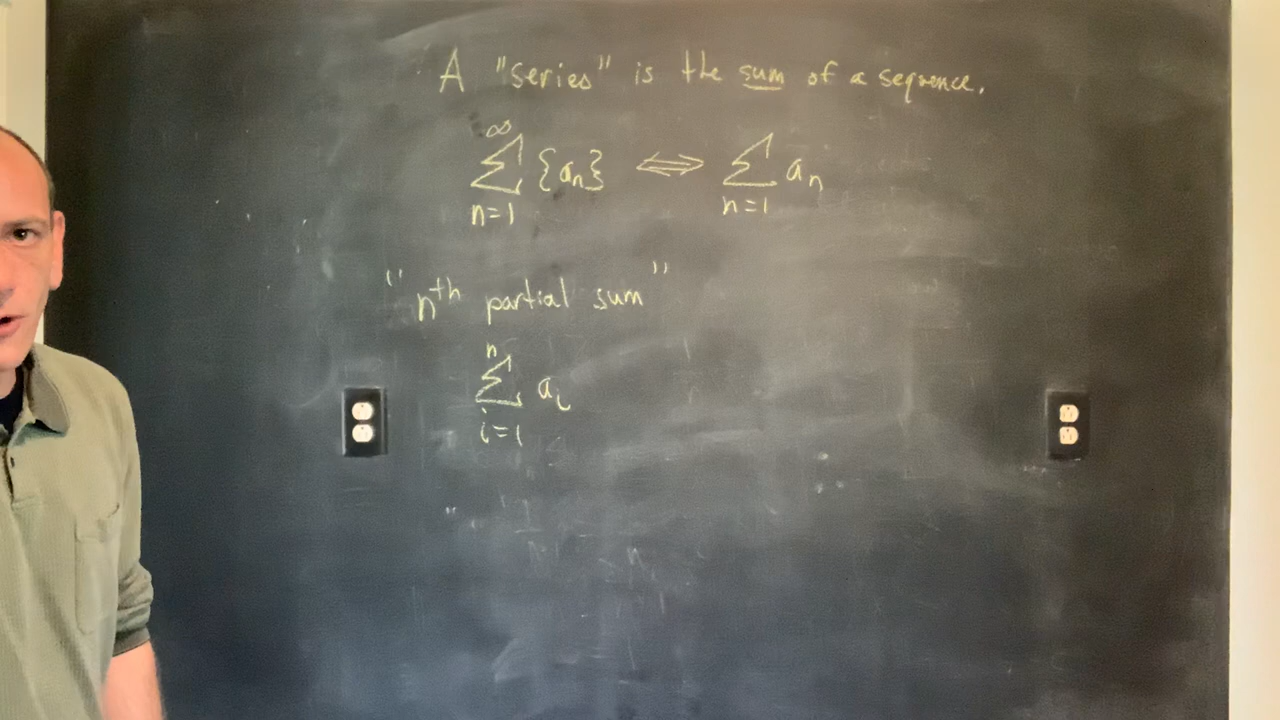 A "series" is the sum of a sequence.
∞ ∑ n=1 {aₙ} ⟺ ∑ n=1 aₙ
"nᵗʰ partial sum"
n ∑ i=1 aᵢ